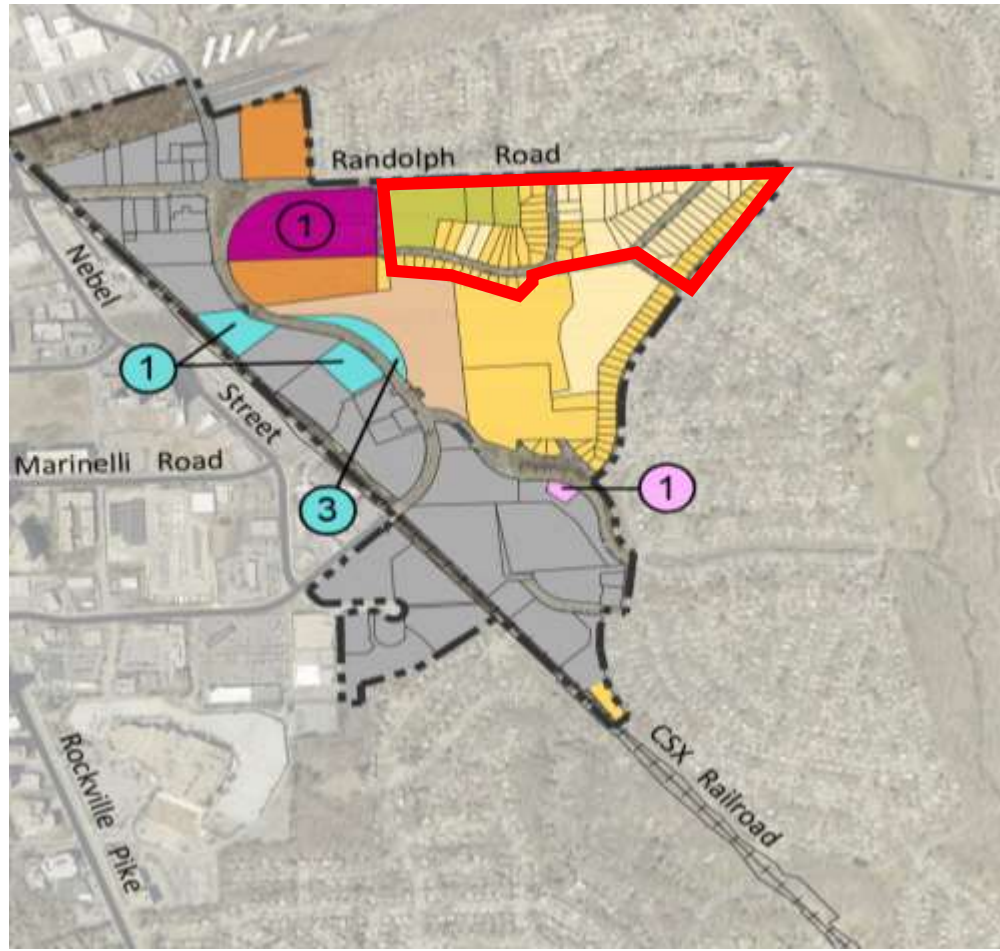 Randolph Road
1
Nebel
1
Street
Marinelli Road
3
1
Rockville Pike
CSX Railroad